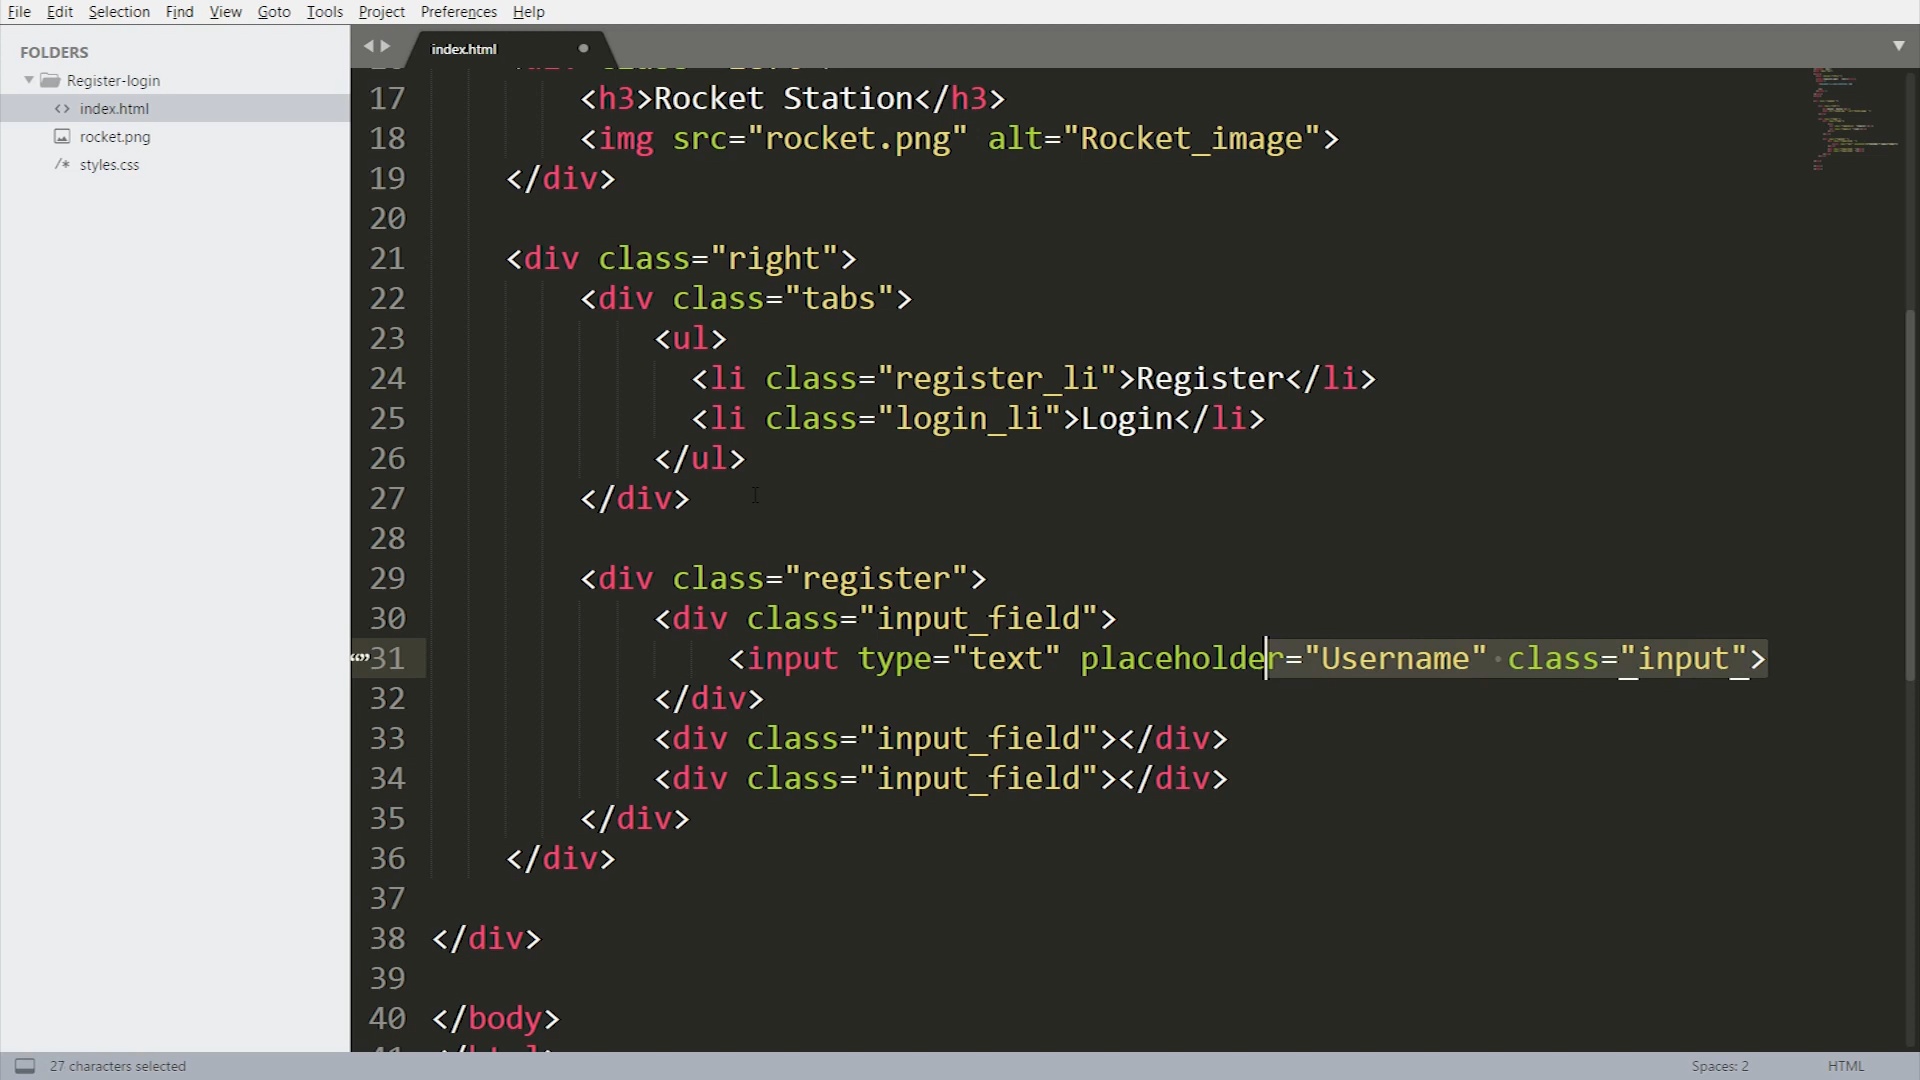 File Edit Selection Find View Goto Tools Project Preferences Help
FOLDERS
Register-login
index.html
rocket.png
styles.css
index.html
17 <h3>Rocket Station</h3>
18 <img src="rocket.png" alt="Rocket_image">
19 </div>
20
21 <div class="right">
22 <div class="tabs">
23 <ul>
24 <li class="register_li">Register</li>
25 <li class="login_li">Login</li>
26 </ul>
27 </div>
28
29 <div class="register">
30 <div class="input_field">
31 <input type="text" placeholder="Username" class="input">
32 </div>
33 <div class="input_field"></div>
34 <div class="input_field"></div>
35 </div>
36 </div>
37
38 </div>
39
40 </body>
27 characters selected
Spaces: 2
HTML